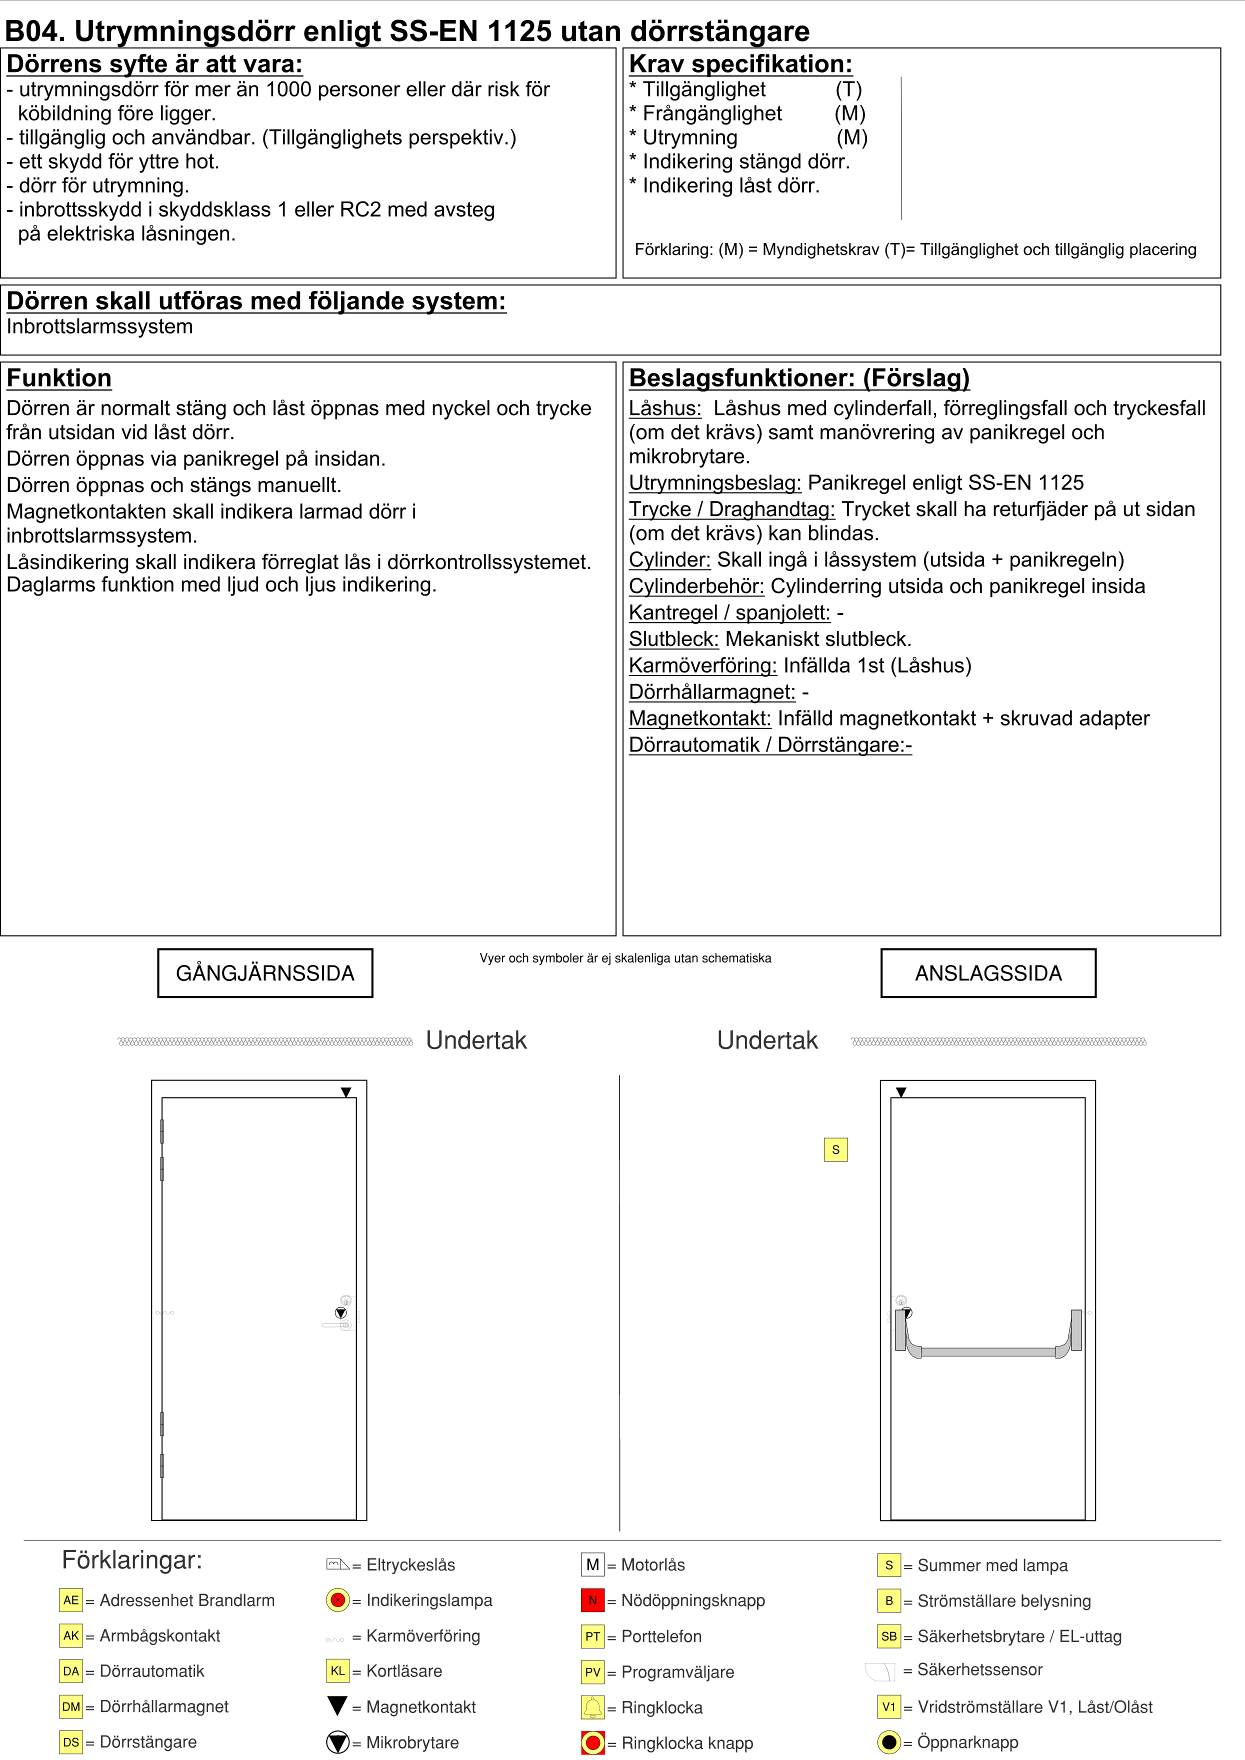 B04. Utrymningsdörr enligt SS-EN 1125 utan dörrstängare
Dörrens syfte är att vara:
- utrymningsdörr för mer än 1000 personer eller där risk för
köbildning före ligger.
- tillgänglig och användbar. (Tillgänglighets perspektiv.)
- ett skydd för yttre hot.
- dörr för utrymning.
- inbrottsskydd i skyddsklass 1 eller RC2 med avsteg
på elektriska låsningen.
Krav specifikation:
* Tillgänglighet (T)
* Frångänglighet (M)
* Utrymning (M)
* Indikering stängd dörr.
* Indikering låst dörr.
Förklaring: (M) = Myndighetskrav (T)= Tillgänglighet och tillgänglig placering
Dörren skall utföras med följande system:
Inbrottslarmssystem
Funktion
Dörren är normalt stäng och låst öppnas med nyckel och trycke
från utsidan vid låst dörr.
Dörren öppnas via panikregel på insidan.
Dörren öppnas och stängs manuellt.
Magnetkontakten skall indikera larmad dörr i
inbrottslarmssystem.
Låsindikering skall indikera förreglat lås i dörrkontrollssystemet.
Daglarms funktion med ljud och ljus indikering.
Beslagsfunktioner: (Förslag)
Låshus: Låshus med cylinderfall, förreglingsfall och tryckesfall
(om det krävs) samt manövrering av panikregel och
mikrobrytare.
Utrymningsbeslag: Panikregel enligt SS-EN 1125
Trycke / Draghandtag: Trycket skall ha returfjäder på ut sidan
(om det krävs) kan blindas.
Cylinder: Skall ingå i låssystem (utsida + panikregeln)
Cylinderbehör: Cylinderring utsida och panikregel insida
Kantregel / spanjolett: -
Slutbleck: Mekaniskt slutbleck.
Karmöverföring: Infällda 1st (Låshus)
Dörrhållarmagnet: -
Magnetkontakt: Infälld magnetkontakt + skruvad adapter
Dörrautomatik / Dörrstängare:-
GÅNGJÄRNSSIDA
Vyer och symboler är ej skalenliga utan schematiska
ANSLAGSSIDA
Undertak
Undertak
S
Förklaringar:
AE = Adressenhet Brandlarm
AK = Armbågskontakt
DA = Dörrautomatik
DM = Dörrhållarmagnet
DS = Dörrstängare
= Eltryckeslås
= Indikeringslampa
= Karmöverföring
KL = Kortläsare
= Magnetkontakt
= Mikrobrytare
M = Motorlås
N = Nödöppningsknapp
PT = Porttelefon
PV = Programväljare
= Ringklocka
= Ringklocka knapp
S = Summer med lampa
B = Strömställare belysning
SB = Säkerhetsbrytare / EL-uttag
= Säkerhetssensor
V1 = Vridströmställare V1, Låst/Olåst
= Öppnarknapp